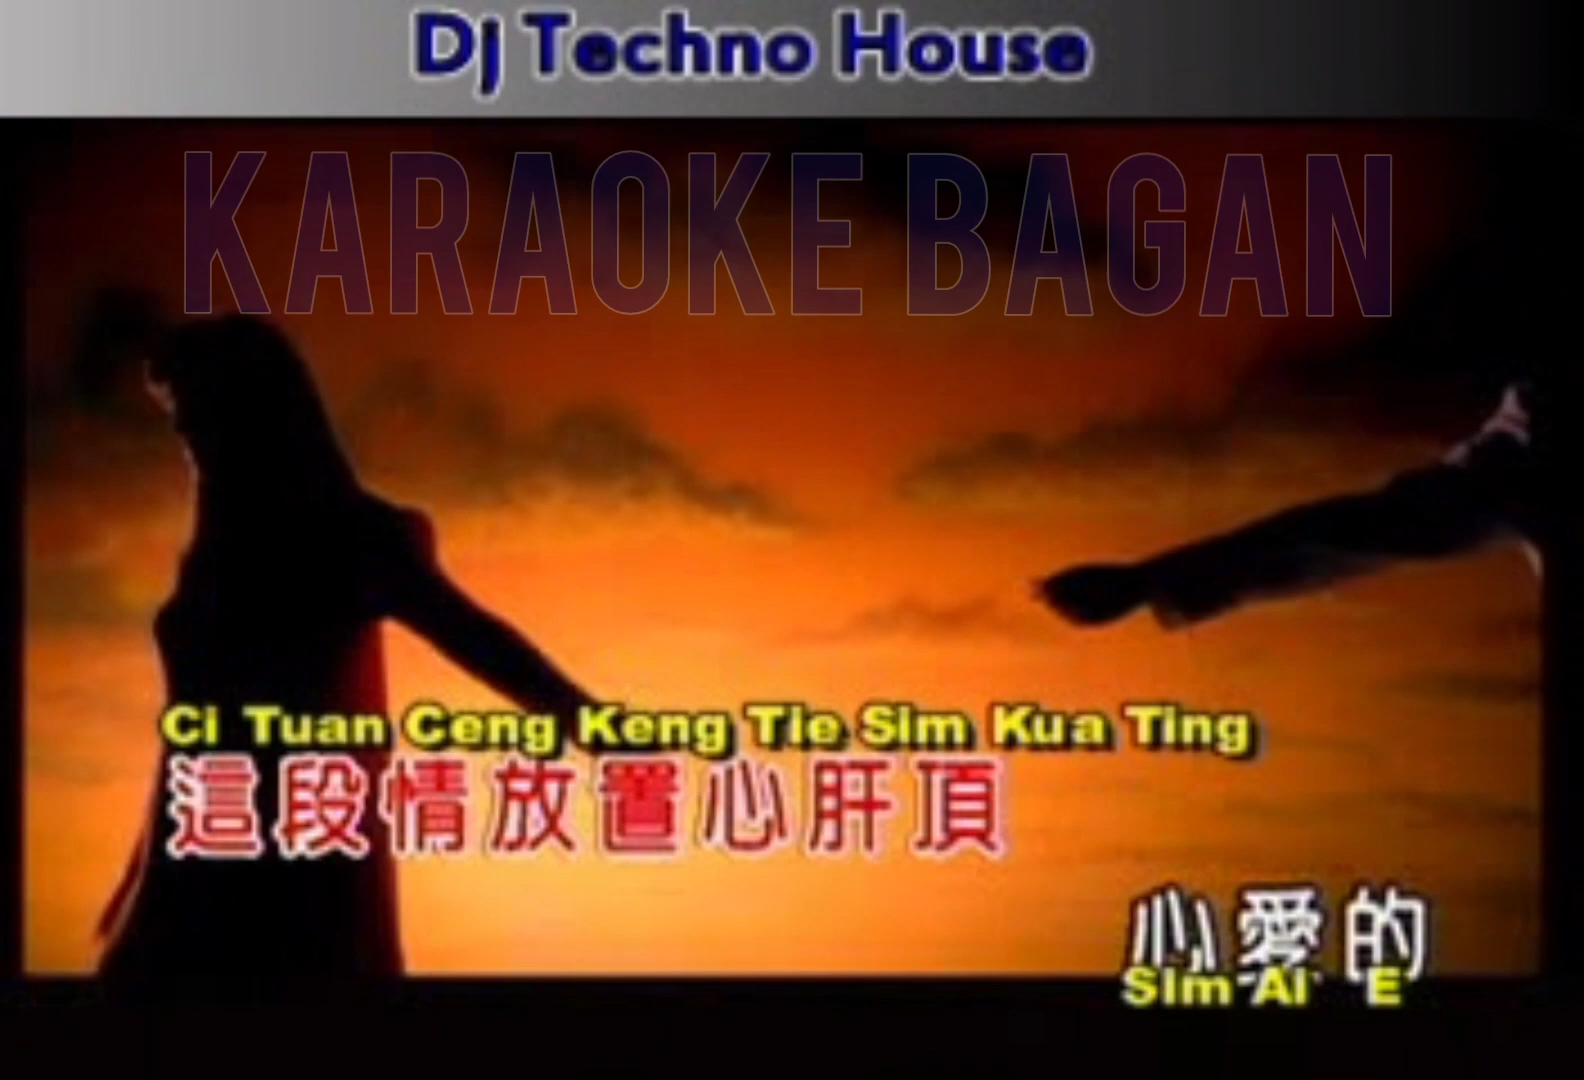 Dj Techno House
KARAOKE BAGAN
Ci Tuan Ceng Keng Tie Sim Kua Ting
這段情放置心肝頂
心愛的
Sim Ai E